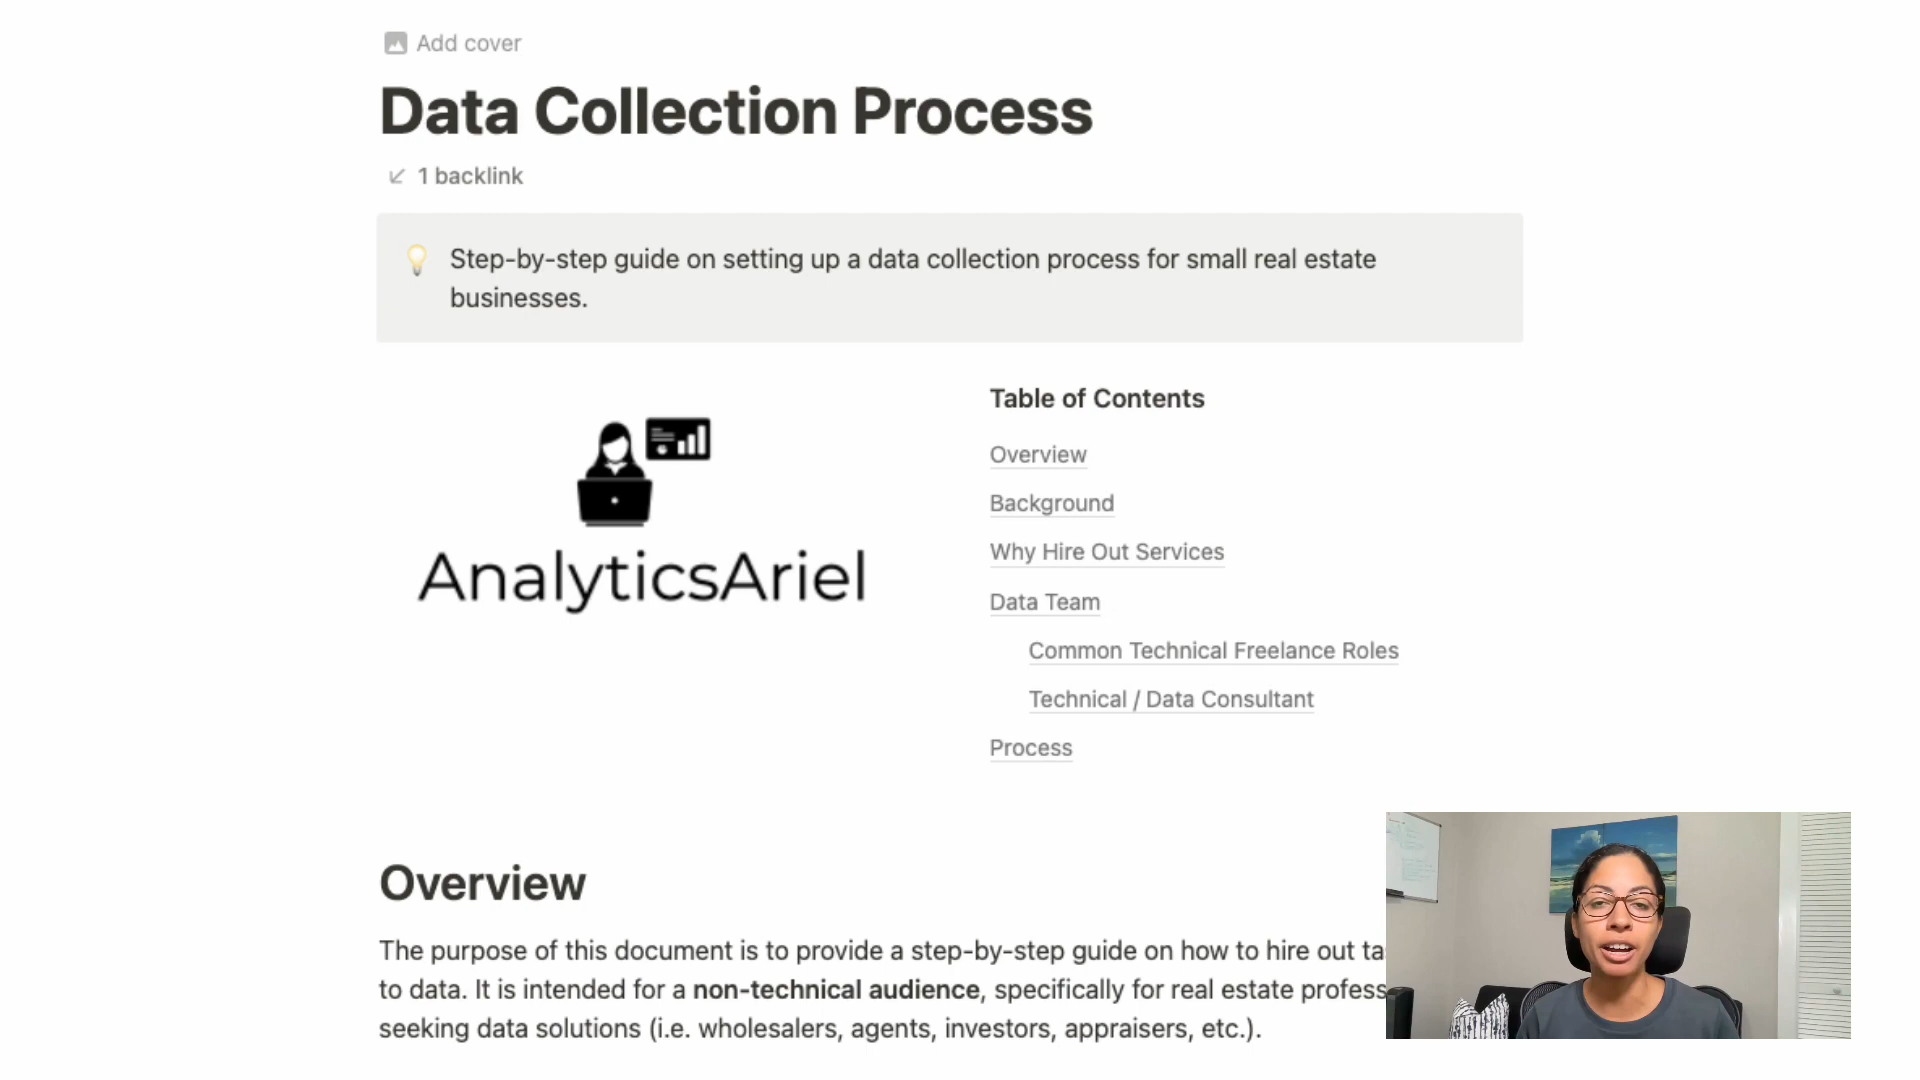 Add cover
Data Collection Process
1 backlink
Step-by-step guide on setting up a data collection process for small real estate
businesses.
AnalyticsAriel
Table of Contents
Overview
Background
Why Hire Out Services
Data Team
Common Technical Freelance Roles
Technical / Data Consultant
Process
Overview
The purpose of this document is to provide a step-by-step guide on how to hire out
to data. It is intended for a non-technical audience, specifically for real estate
seeking data solutions (i.e. wholesalers, agents, investors, appraisers, etc.).